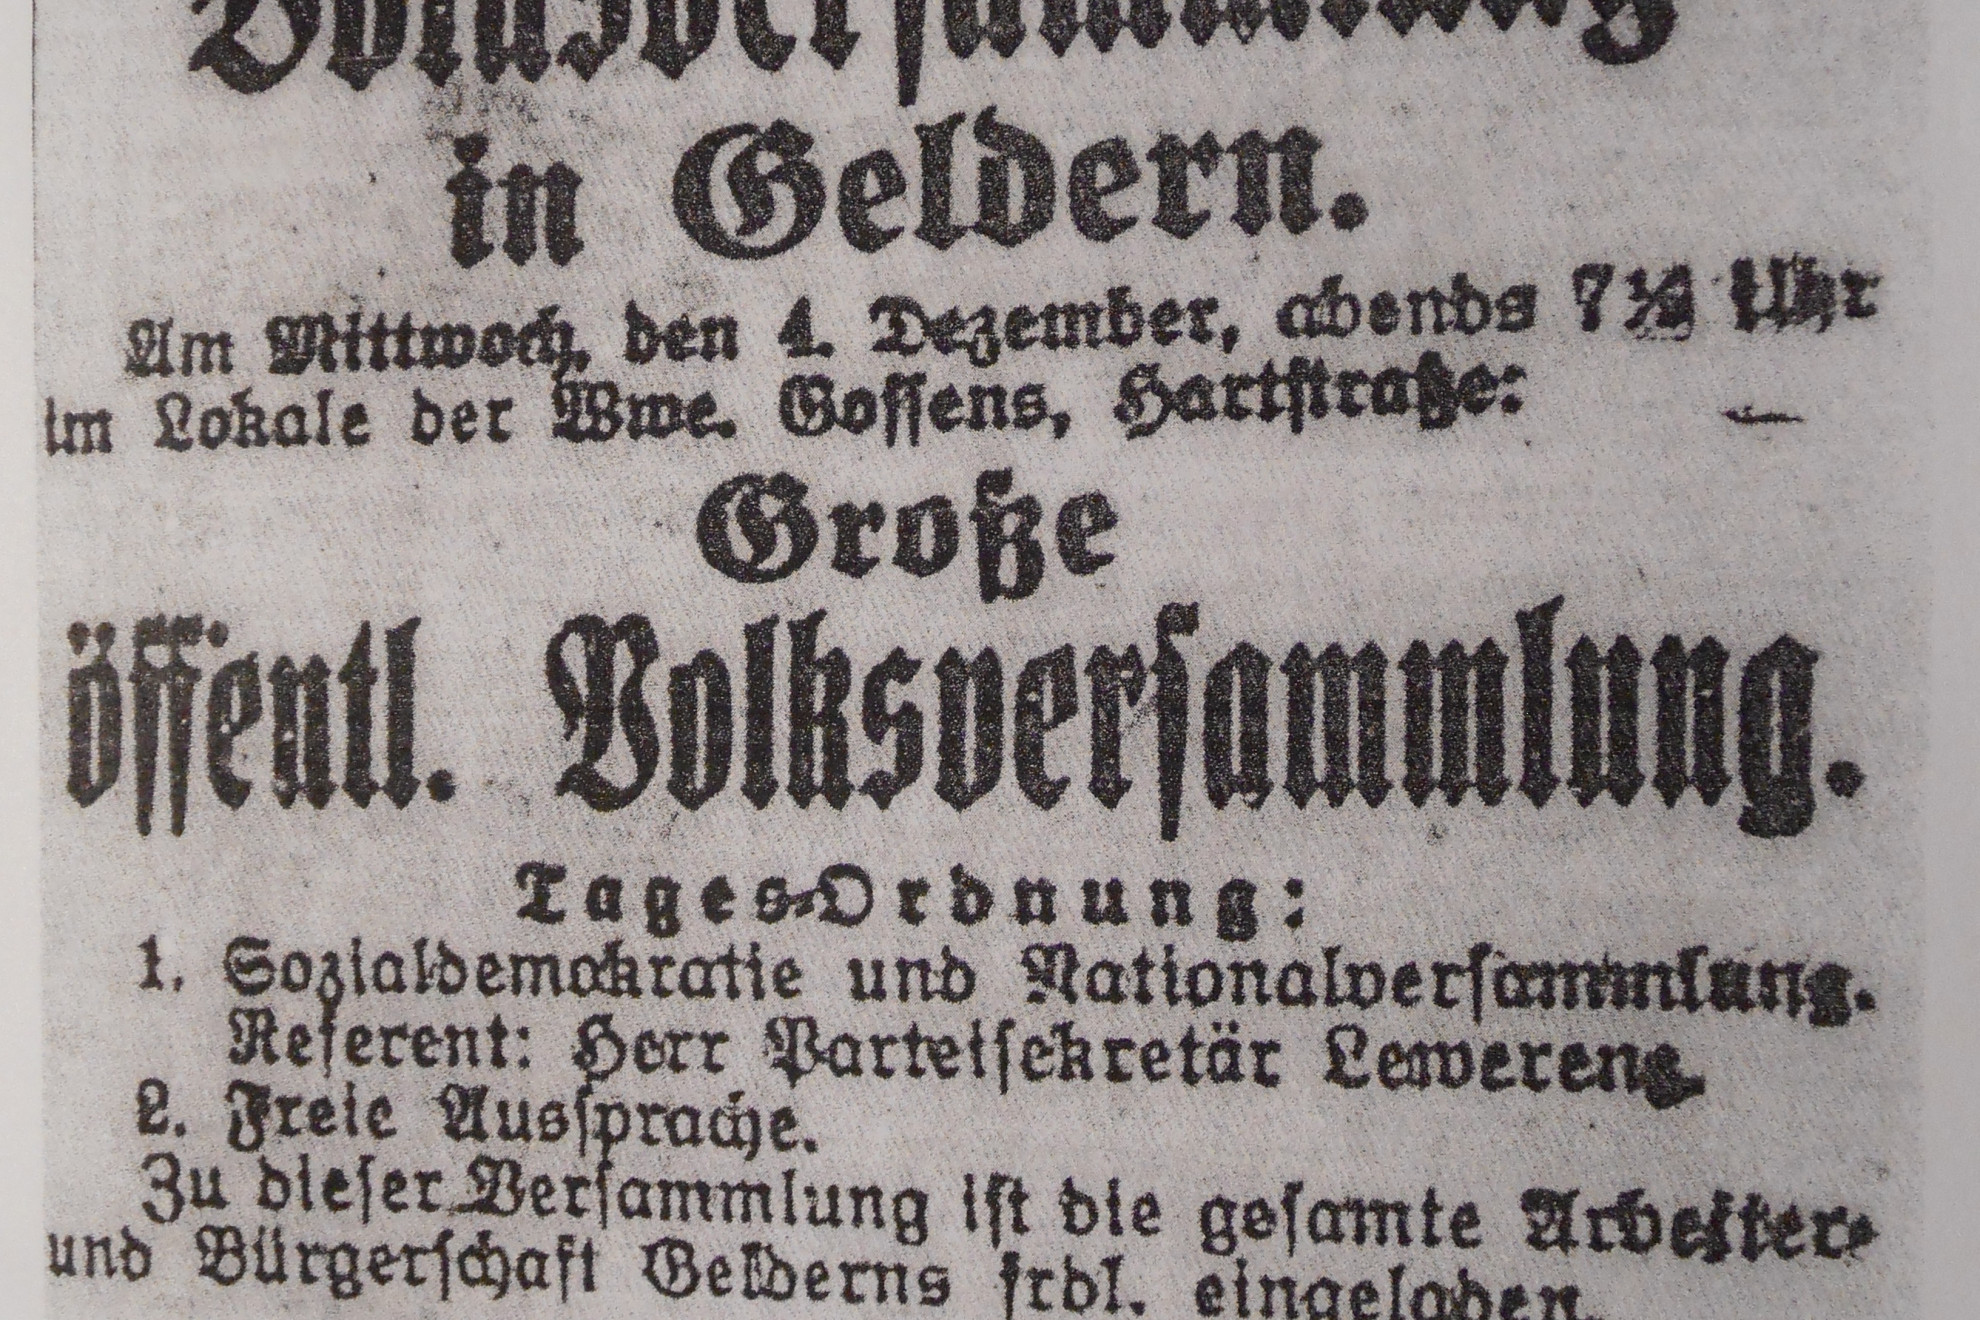 Volksversammlung
in Geldern.
Am Mittwoch, den 4. Dezember, abends 7½ Uhr
im Lokale der Wwe. Gossens, Hartstraße:
Große
öffentl. Volksversammlung.
Tages-Ordnung:
1. Sozialdemokratie und Nationalversammlung.
Referent: Herr Parteisekretär Lewerenz.
2. Freie Aussprache.
Zu dieser Versammlung ist die gesamte Arbeiter-
und Bürgerschaft Gelderns frdl. eingeladen.